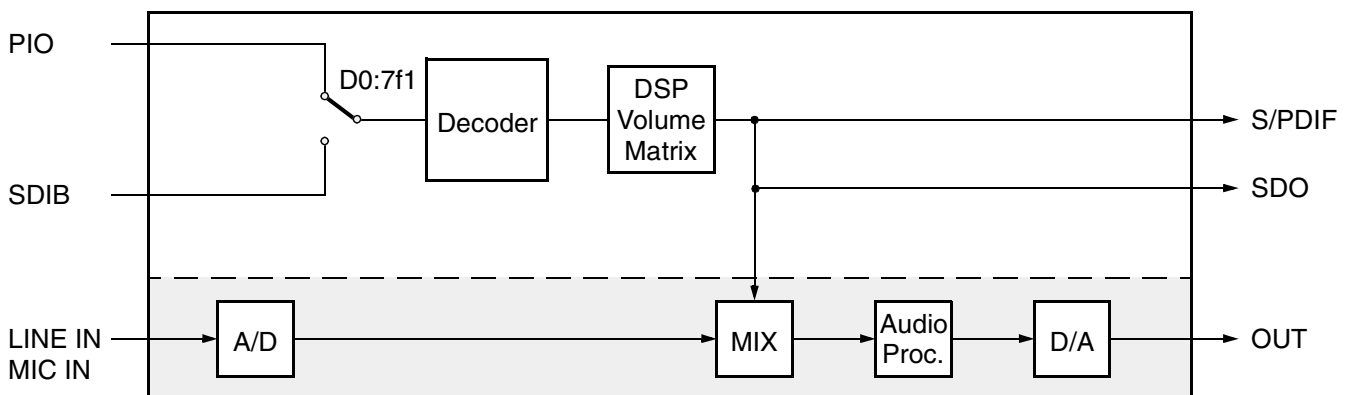 PIO
D0:7f1
Decoder
DSP
Volume
Matrix
S/PDIF
SDIB
SDO
LINE IN
MIC IN
A/D
MIX
Audio
Proc.
D/A
OUT